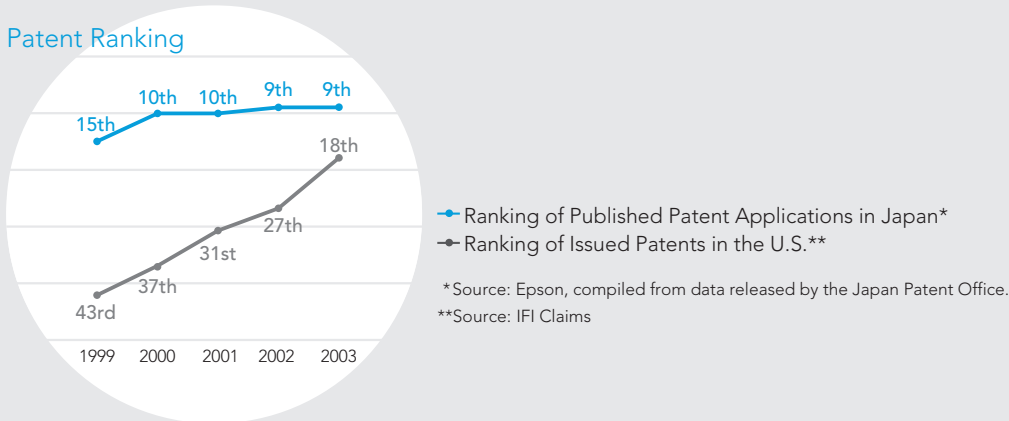 Patent Ranking
15th
10th
10th
9th
9th
43rd
37th
31st
27th
18th
1999 2000 2001 2002 2003
Ranking of Published Patent Applications in Japan*
Ranking of Issued Patents in the U.S.**
*Source: Epson, compiled from data released by the Japan Patent Office.
**Source: IFI Claims